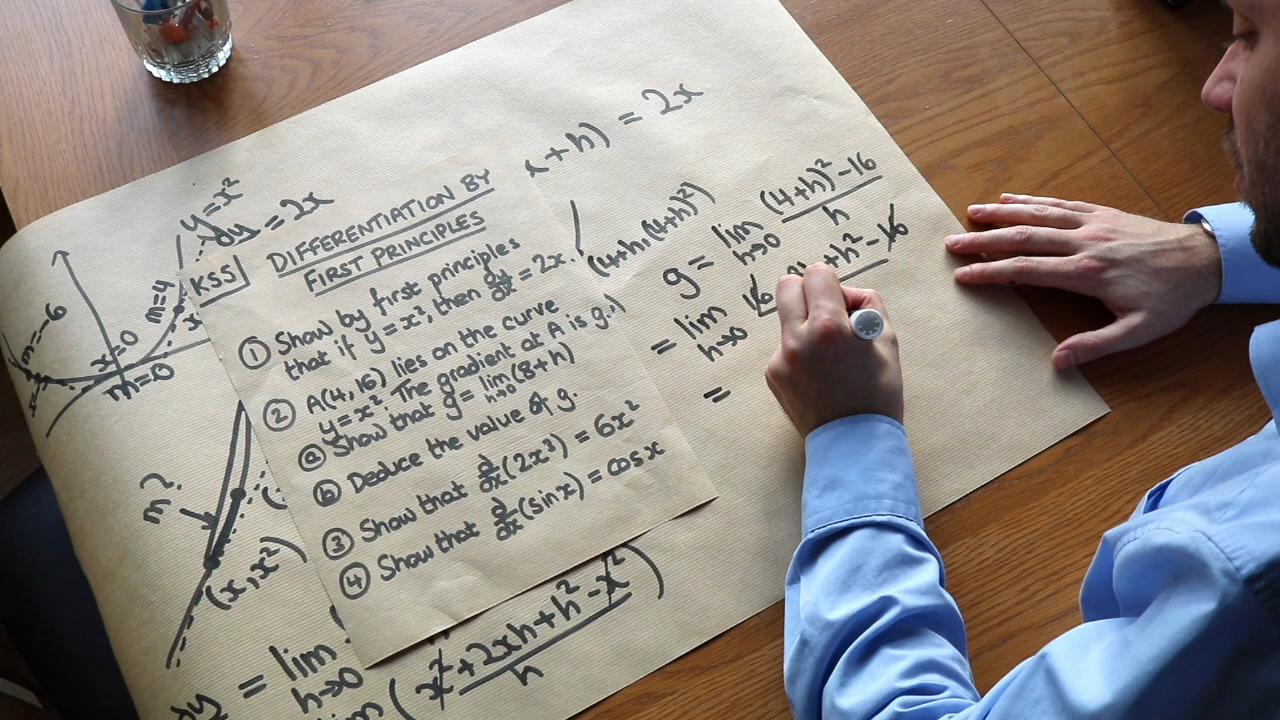 y=x²
dy = 2x
m=-6
x=0
m=0
m=4
m?
(x,x²)
KSS
DIFFERENTIATION BY
FIRST PRINCIPLES
① Show by first principles
that if y=x², then dy/dx = 2x.
② A(4,16) lies on the curve
y=x². The gradient at A is g.
ⓐ Show that g= lim h→0 (8+h)
ⓑ Deduce the value of g.
③ Show that d/dx (2x³) = 6x²
④ Show that d/dx (sin x) = cos x
+h) = 2x
(4+h,(4+h)²)
g= lim h→0 (4+h)²-16 / h
= lim h→0 16 +h²-16
=
dy = lim h→0
lim (x²+2xh+h²-x² / h)